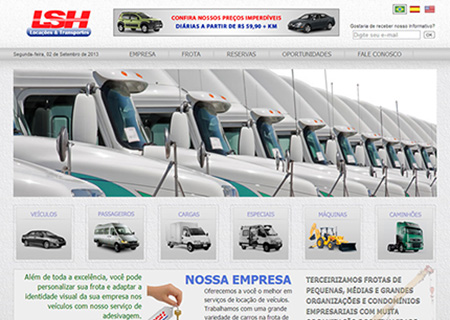 LSH
Locações & Transportes
CONFIRA NOSSOS PREÇOS IMPERDÍVEIS
DIÁRIAS A PARTIR DE R$ 59,90 + KM
Gostaria de receber nosso informativo?
Digite seu e-mail
OK
Segunda-feira, 02 de Setembro de 2013
EMPRESA
FROTA
RESERVAS
OPORTUNIDADES
FALE CONOSCO
VEÍCULOS
PASSAGEIROS
CARGAS
ESPECIAIS
MÁQUINAS
CAMINHÕES
Além de toda a excelência, você pode
personalizar sua frota e adaptar a
identidade visual da sua empresa nos
veículos com nosso serviço de
adesivagem.
NOSSA EMPRESA
Oferecemos a você o melhor em
serviços de locação de veículos.
Trabalhamos com uma grande
variedade de carros na frota de
TERCEIRIZAMOS FROTAS DE
PEQUENAS, MÉDIAS E GRANDES
ORGANIZAÇÕES E CONDOMÍNIOS
EMPRESARIAIS COM MUITA